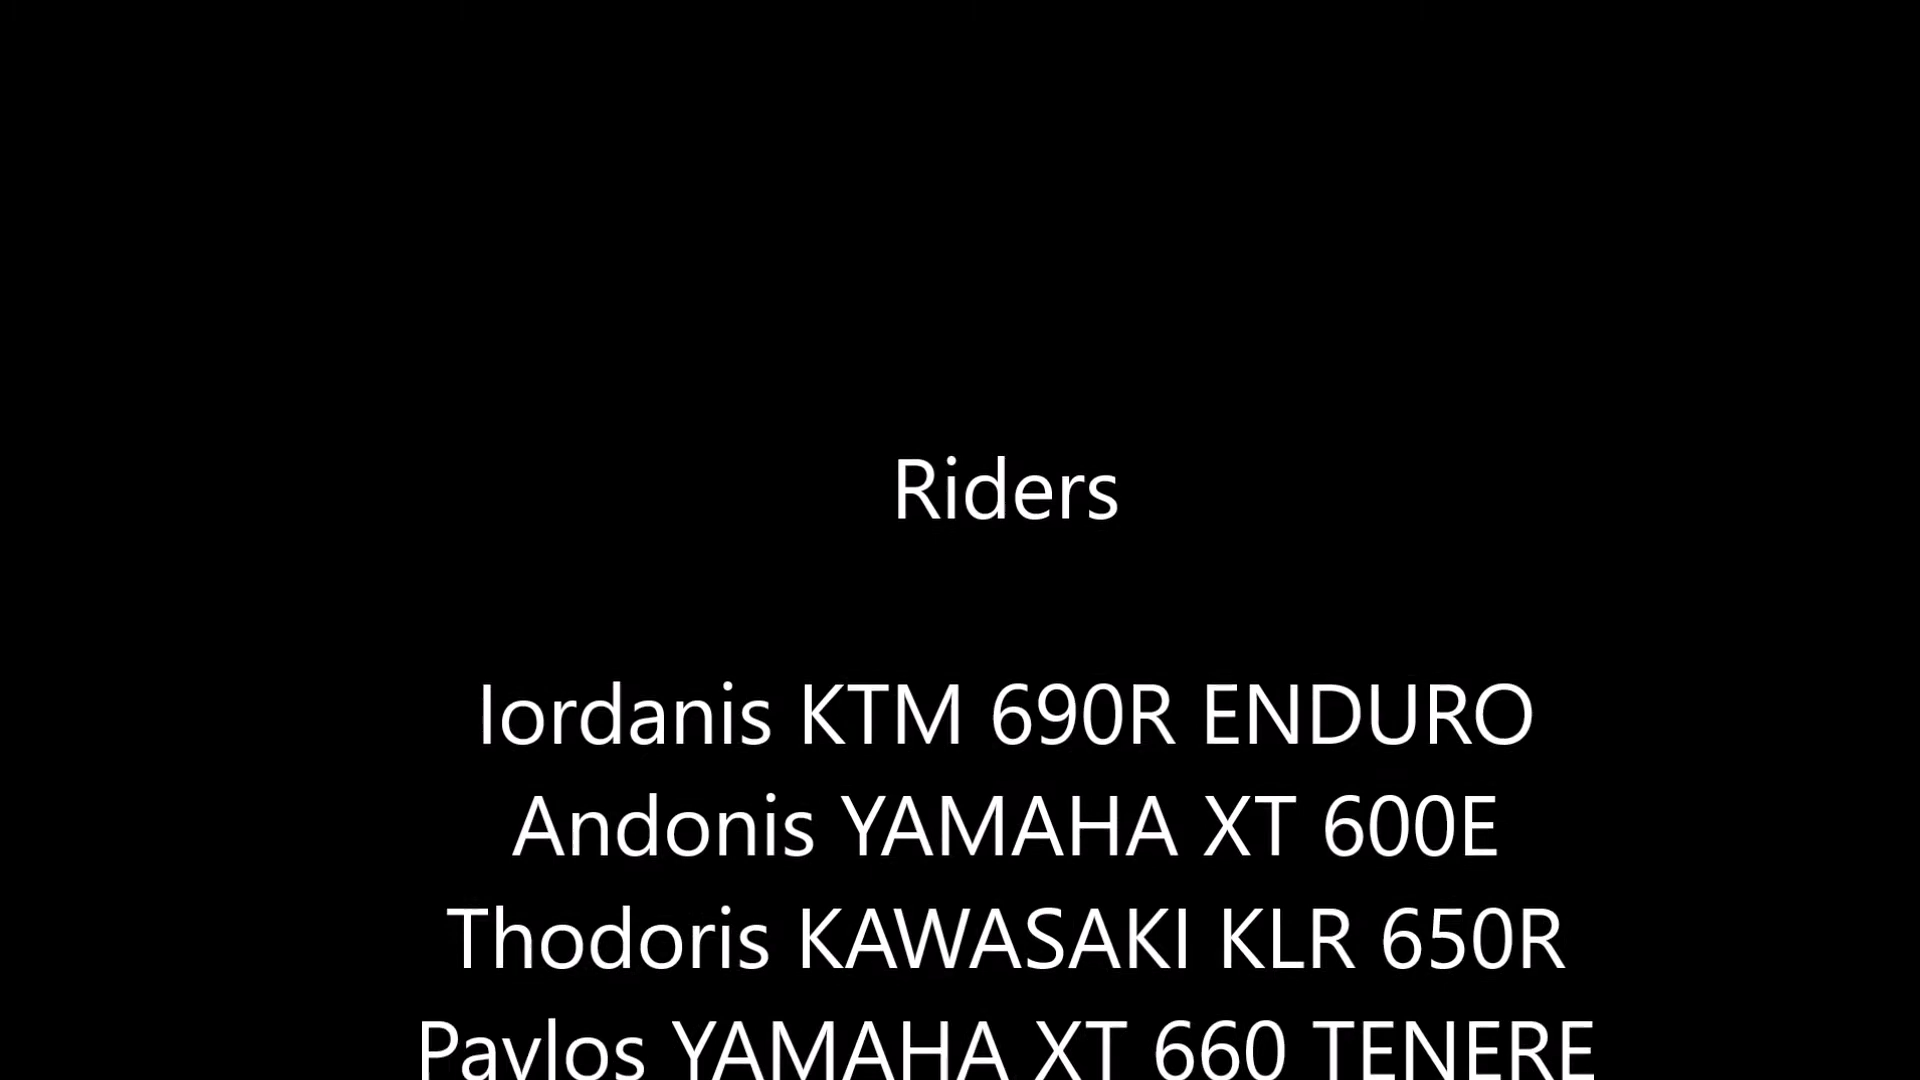 Riders
Iordanis KTM 690R ENDURO
Andonis YAMAHA XT 600E
Thodoris KAWASAKI KLR 650R
Pavlos YAMAHA XT 660 TENERE